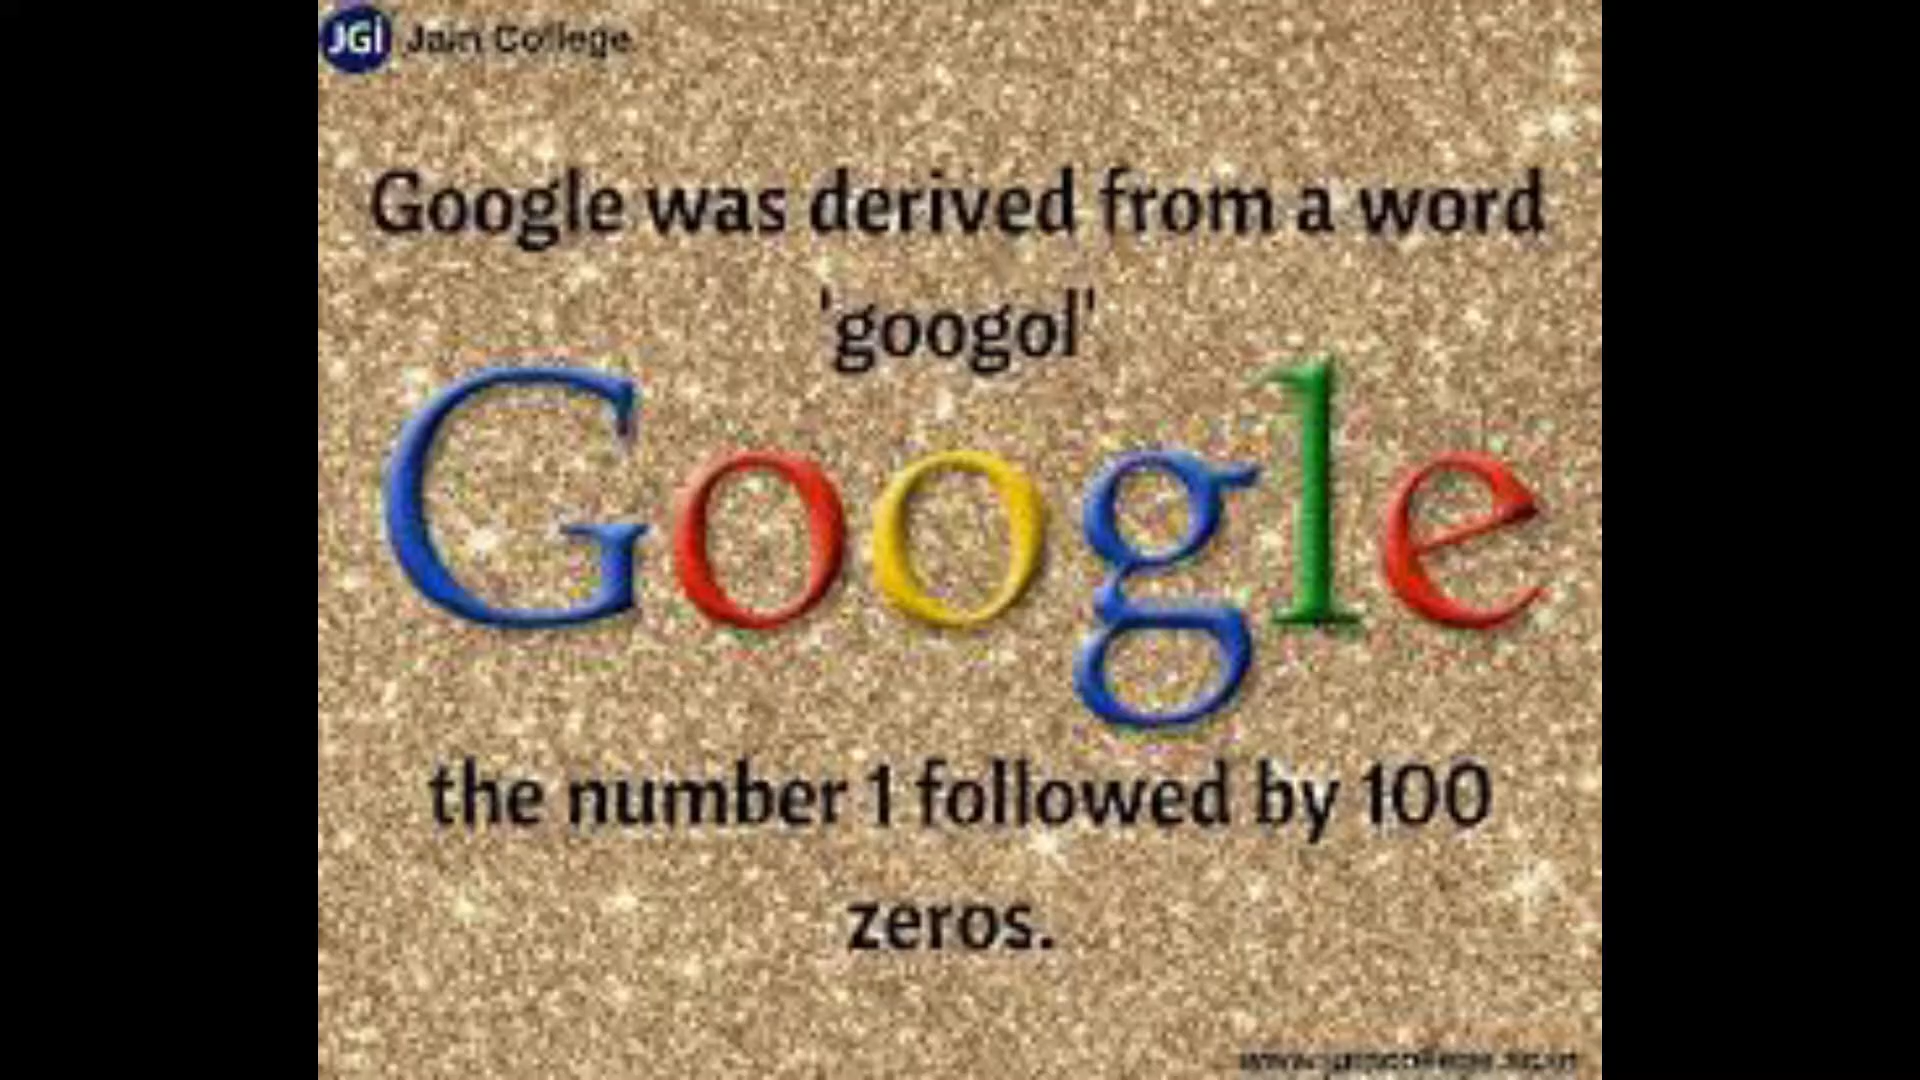 JGi Jain College
Google was derived from a word
'googol'
Google
the number 1 followed by 100
zeros.